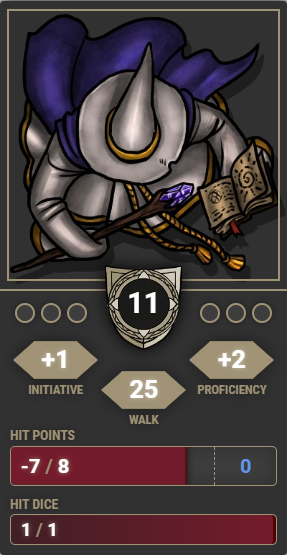 11
+1
+2
INITIATIVE
25
PROFICIENCY
WALK
HIT POINTS
-7 / 8
0
HIT DICE
1 / 1